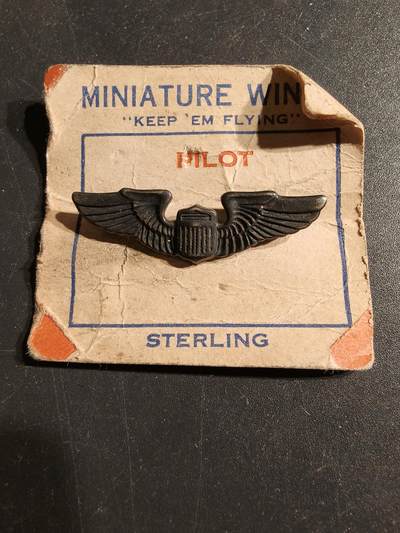 MINIATURE WIN
"KEEP 'EM FLYING"
PILOT
STERLING